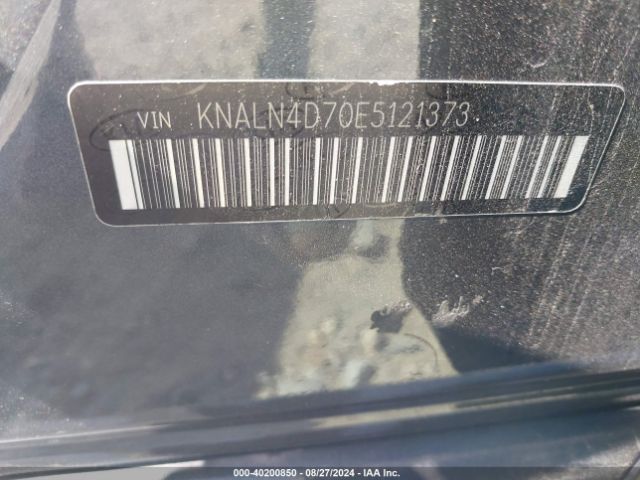 VIN KNALN4D70E5121373
000-40200850 | 08/27/2024 | IAA Inc.